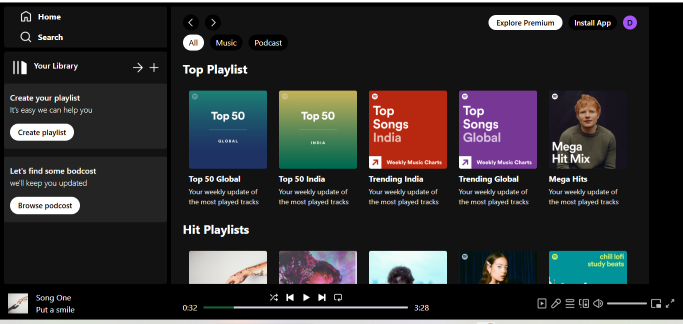 Home
Search
Your Library
Create your playlist
It's easy we can help you
Create playlist
Let's find some bodcost
we'll keep you updated
Browse podcost
Explore Premium
Install App
D
All
Music
Podcast
Top Playlist
Top 50
GLOBAL
Top 50
INDIA
Top
Songs
India
Weekly Music Charts
Top
Songs
Global
Weekly Music Charts
Mega
Hit Mix
Top 50 Global
Your weekly update of
the most played tracks
Top 50 India
Your weekly update of
the most played tracks
Trending India
Your weekly update of
the most played tracks
Trending Global
Your weekly update of
the most played tracks
Mega Hits
Your weekly update of
the most played tracks
Hit Playlists
chill lofi
study beats
Song One
Put a smile
0:32
3:28